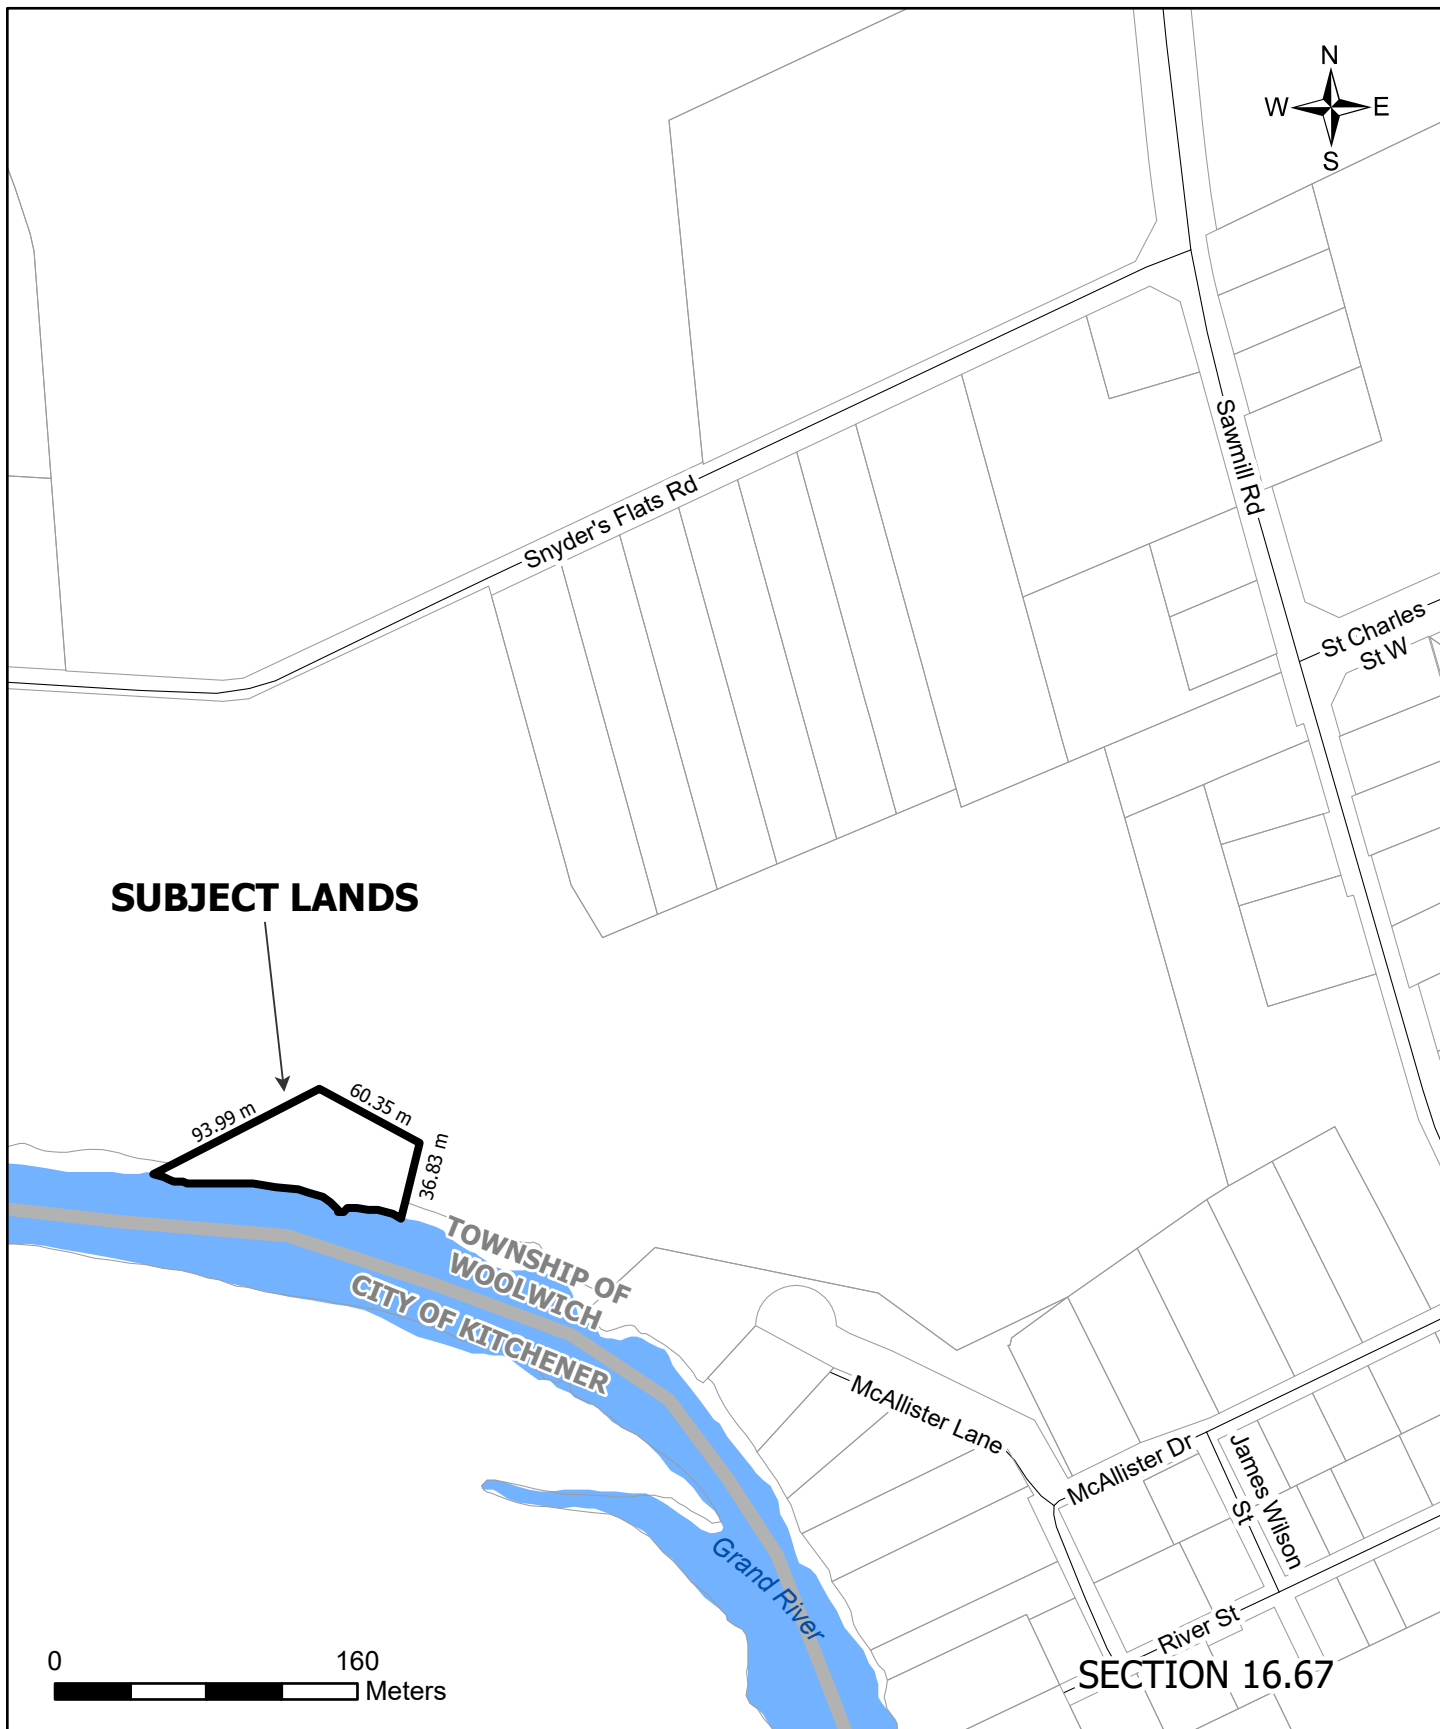 N
W E
S
Sawmill Rd
Snyder's Flats Rd
St Charles
St W
SUBJECT LANDS
93.99 m
60.35 m
36.83 m
TOWNSHIP OF
WOOLWICH
CITY OF KITCHENER
McAllister Lane
McAllister Dr
James Wilson
St
Grand River
River St
SECTION 16.67
0 160
Meters